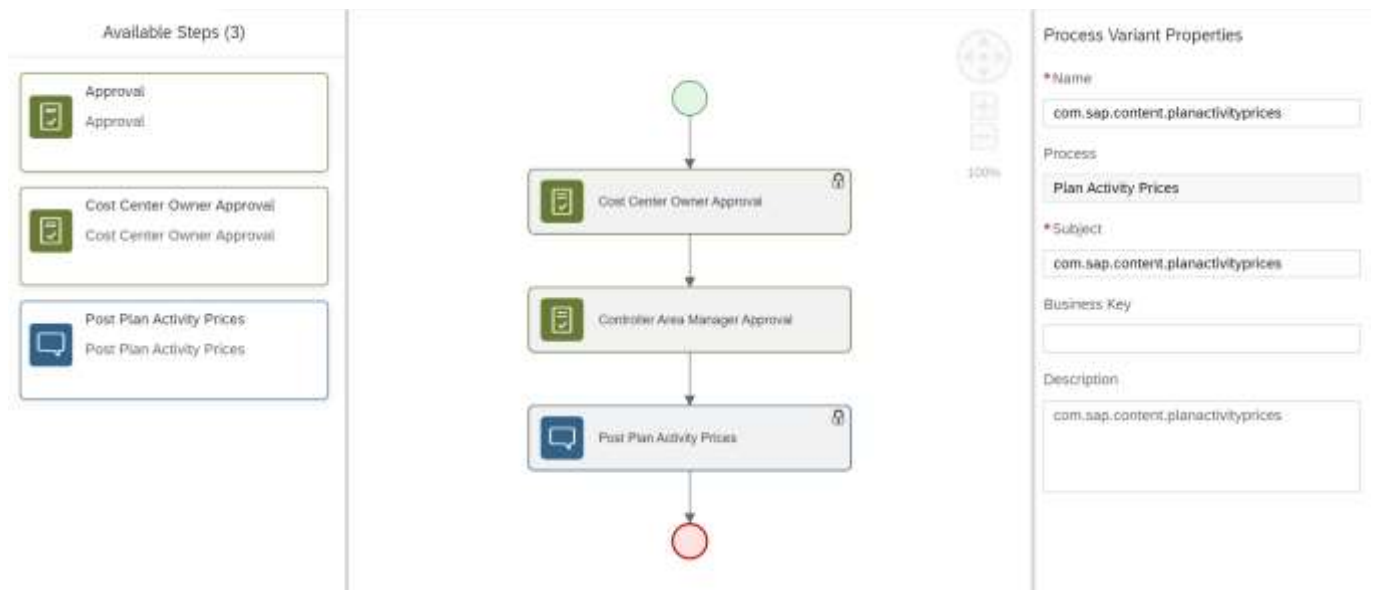 Available Steps (3)
Approval
Approval
Cost Center Owner Approval
Cost Center Owner Approval
Post Plan Activity Prices
Post Plan Activity Prices
100%
Cost Center Owner Approval
Controller Area Manager Approval
Post Plan Activity Prices
Process Variant Properties
*Name
com.sap.content.planactivityprices
Process
Plan Activity Prices
*Subject
com.sap.content.planactivityprices
Business Key
Description
com.sap.content.planactivityprices